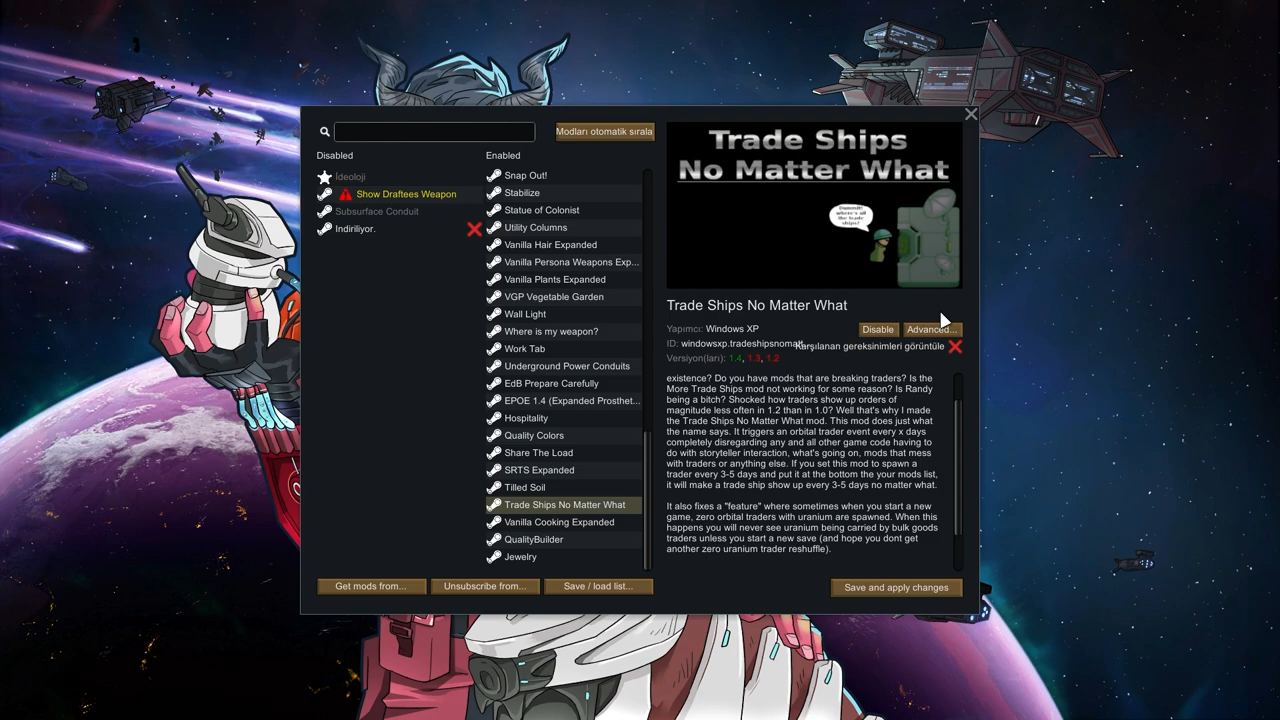 Modları otomatik sırala
Disabled
İdeoloji
Show Draftees Weapon
Subsurface Conduit
Indiriliyor.
Enabled
Snap Out!
Stabilize
Statue of Colonist
Utility Columns
Vanilla Hair Expanded
Vanilla Persona Weapons Exp...
Vanilla Plants Expanded
VGP Vegetable Garden
Wall Light
Where is my weapon?
Work Tab
Underground Power Conduits
EdB Prepare Carefully
EPOE 1.4 (Expanded Prosthet...
Hospitality
Quality Colors
Share The Load
SRTS Expanded
Tilled Soil
Trade Ships No Matter What
Vanilla Cooking Expanded
QualityBuilder
Jewelry
Get mods from...
Unsubscribe from...
Save / load list...
Trade Ships
No Matter What
Dammit!
where's all
the trade
ships?
Trade Ships No Matter What
Yapımcı: Windows XP
Disable
Advanced...
ID: windowsxp.tradeshipsnomatt
Karşılanan gereksinimleri görüntüle
Versiyon(ları): 1.4, 1.3, 1.2
existence? Do you have mods that are breaking traders? Is the
More Trade Ships mod not working for some reason? Is Randy
being a bitch? Shocked how traders show up orders of
magnitude less often in 1.2 than in 1.0? Well that's why I made
the Trade Ships No Matter What mod. This mod does just what
the name says. It triggers an orbital trader event every x days
completely disregarding any and all other game code having to
do with storyteller interaction, what's going on, mods that mess
with traders or anything else. If you set this mod to spawn a
trader every 3-5 days and put it at the bottom the your mods list,
it will make a trade ship show up every 3-5 days no matter what.
It also fixes a "feature" where sometimes when you start a new
game, zero orbital traders with uranium are spawned. When this
happens you will never see uranium being carried by bulk goods
traders unless you start a new save (and hope you dont get
another zero uranium trader reshuffle).
Save and apply changes